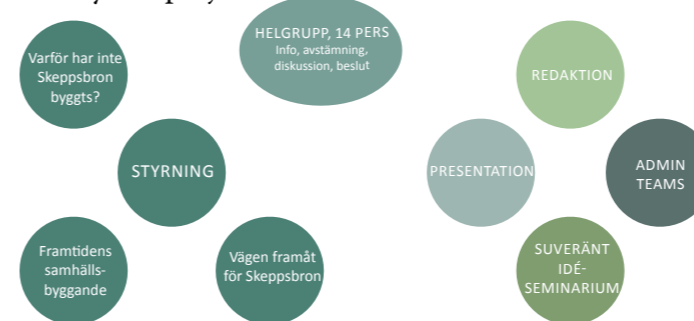 HELGRUPP, 14 PERS
Info, avstämning,
diskussion, beslut
Varför har inte
Skeppsbron
byggts?
REDAKTION
STYRNING
PRESENTATION
ADMIN
TEAMS
Framtidens
samhälls-
byggande
Vägen framåt
för Skeppsbron
SUVERÄNT
IDÉ-
SEMINARIUM